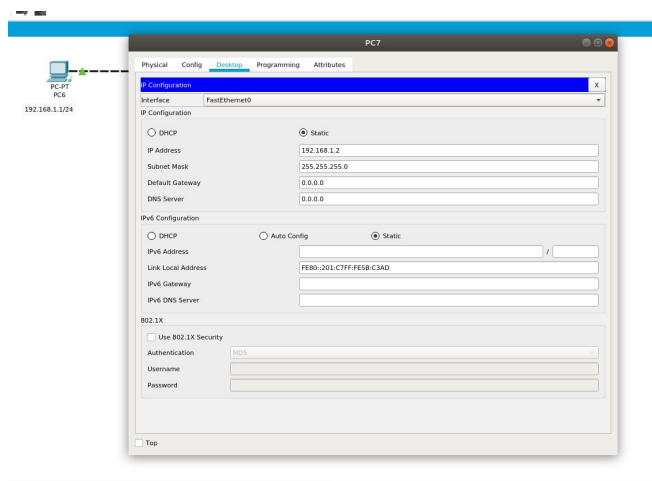 PC7
Physical Config Desktop Programming Attributes
IP Configuration X
Interface FastEthernet0
IP Configuration
DHCP Static
IP Address 192.168.1.2
Subnet Mask 255.255.255.0
Default Gateway 0.0.0.0
DNS Server 0.0.0.0
IPv6 Configuration
DHCP Auto Config Static
IPv6 Address /
Link Local Address FE80::201:C7FF:FE5B:C3AD
IPv6 Gateway
IPv6 DNS Server
802.1X
Use 802.1X Security
Authentication MD5
Username
Password
Top
PC-PT
PC6
192.168.1.1/24